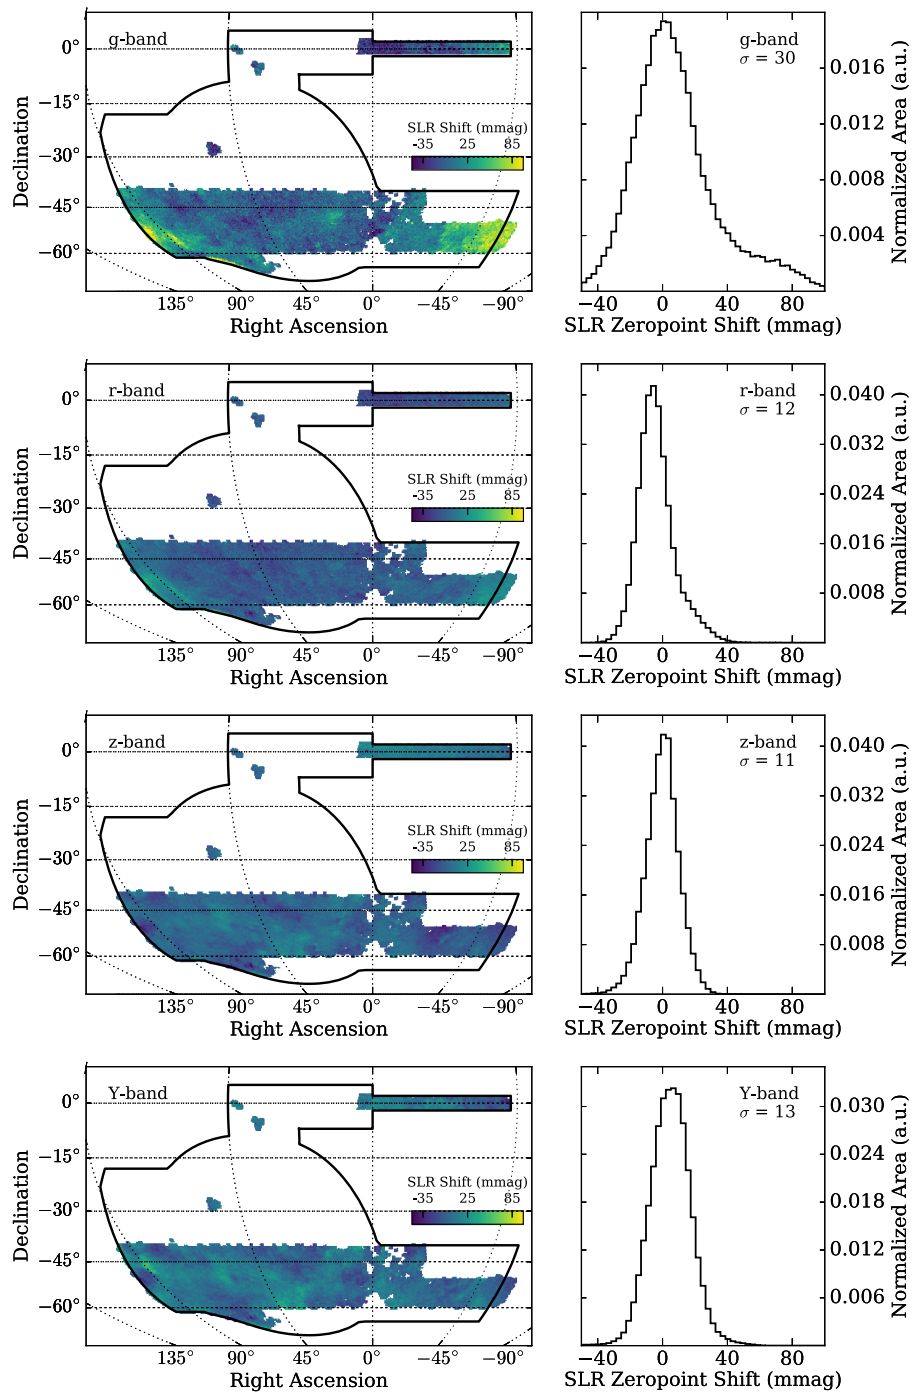 g-band
0°
−15°
−30°
−45°
−60°
Declination
SLR Shift (mmag)
-35 25 85
135° 90° 45° 0° −45° −90°
Right Ascension
g-band
σ = 30
0.016
0.012
0.008
0.004
Normalized Area (a.u.)
−40 0 40 80
SLR Zeropoint Shift (mmag)
r-band
0°
−15°
−30°
−45°
−60°
Declination
SLR Shift (mmag)
-35 25 85
135° 90° 45° 0° −45° −90°
Right Ascension
r-band
σ = 12
0.040
0.032
0.024
0.016
0.008
Normalized Area (a.u.)
−40 0 40 80
SLR Zeropoint Shift (mmag)
z-band
0°
−15°
−30°
−45°
−60°
Declination
SLR Shift (mmag)
-35 25 85
135° 90° 45° 0° −45° −90°
Right Ascension
z-band
σ = 11
0.040
0.032
0.024
0.016
0.008
Normalized Area (a.u.)
−40 0 40 80
SLR Zeropoint Shift (mmag)
Y-band
0°
−15°
−30°
−45°
−60°
Declination
SLR Shift (mmag)
-35 25 85
135° 90° 45° 0° −45° −90°
Right Ascension
Y-band
σ = 13
0.030
0.024
0.018
0.012
0.006
Normalized Area (a.u.)
−40 0 40 80
SLR Zeropoint Shift (mmag)